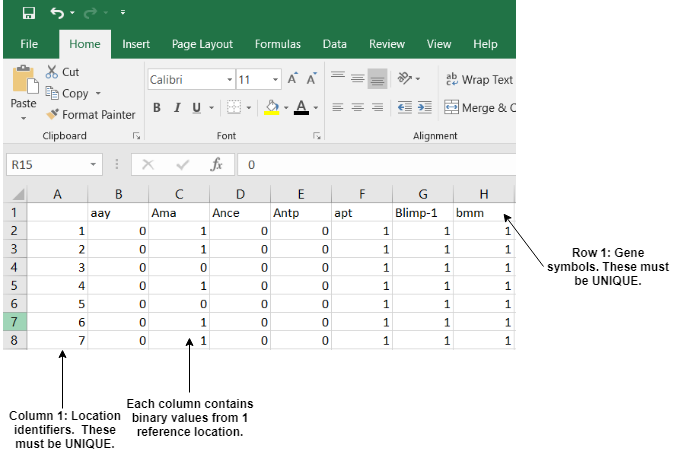 File Home Insert Page Layout Formulas Data Review View Help
Paste
Cut
Copy
Format Painter
Clipboard
Calibri 11 A A
B I U A
Font
ab Wrap Text
Merge & C
Alignment
R15 fx 0
A B C D E F G H
1 aay Ama Ance Antp apt Blimp-1 bmm
2 1 0 1 0 0 1 1 1
3 2 0 1 0 0 1 1 1
4 3 0 0 0 0 1 1 1
5 4 0 1 0 0 1 1 1
6 5 0 0 0 0 1 1 1
7 6 0 1 0 0 1 1 1
8 7 0 1 0 0 1 1 1
Row 1: Gene
symbols. These must
be UNIQUE.
Column 1: Location
identifiers. These
must be UNIQUE.
Each column contains
binary values from 1
reference location.